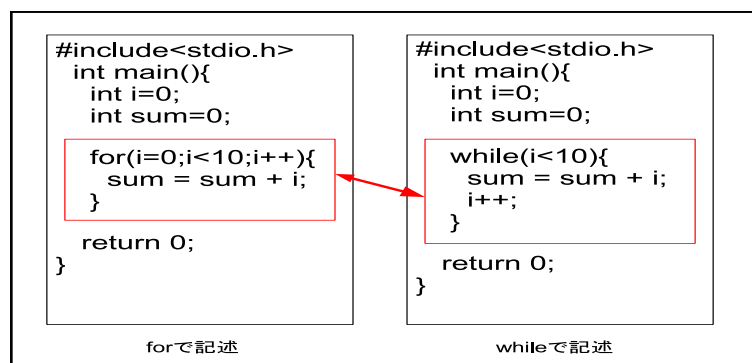 #include<stdio.h>
int main(){
int i=0;
int sum=0;
for(i=0;i<10;i++){
sum = sum + i;
}
return 0;
}
forで記述
#include<stdio.h>
int main(){
int i=0;
int sum=0;
while(i<10){
sum = sum + i;
i++;
}
return 0;
}
whileで記述